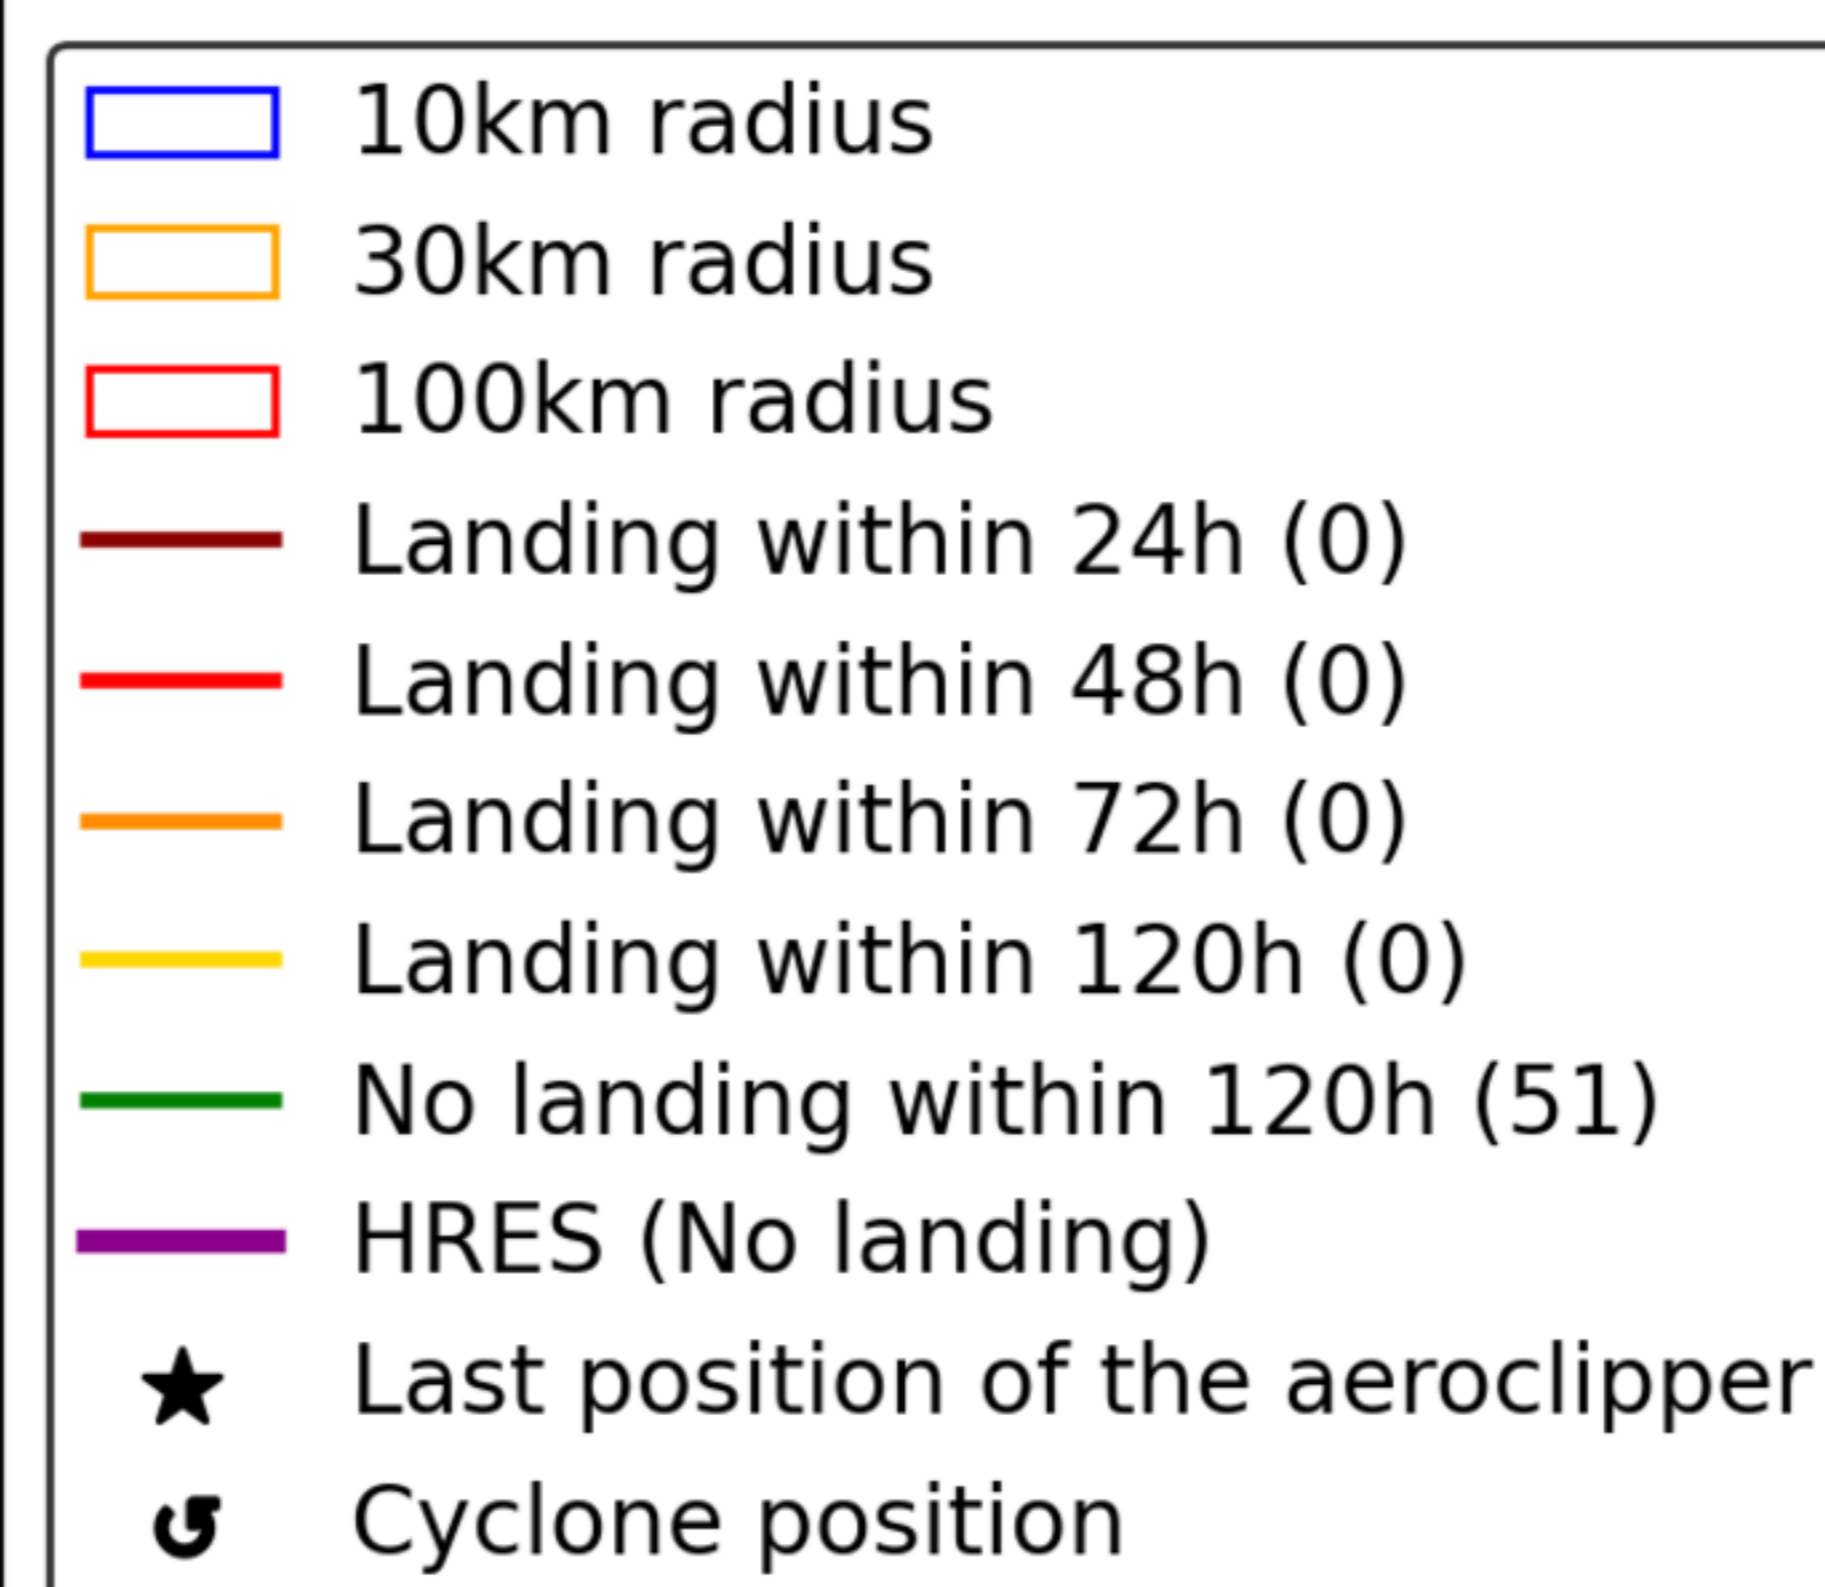 10km radius
30km radius
100km radius
Landing within 24h (0)
Landing within 48h (0)
Landing within 72h (0)
Landing within 120h (0)
No landing within 120h (51)
HRES (No landing)
Last position of the aeroclipper
Cyclone position